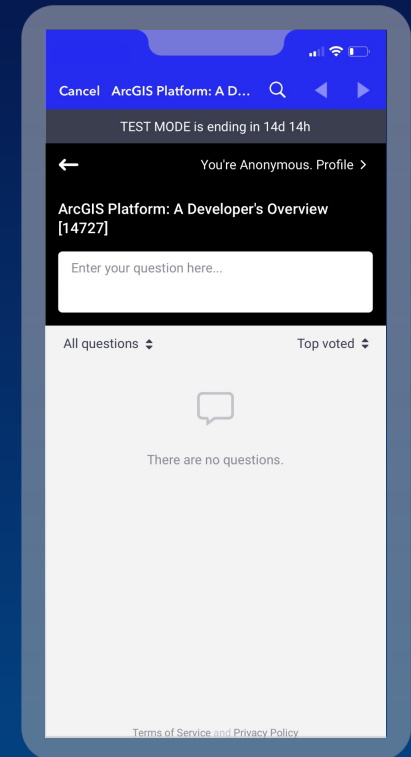 Cancel ArcGIS Platform: A D...
TEST MODE is ending in 14d 14h
You're Anonymous. Profile >
ArcGIS Platform: A Developer's Overview
[14727]
Enter your question here...
All questions Top voted
There are no questions.
Terms of Service and Privacy Policy